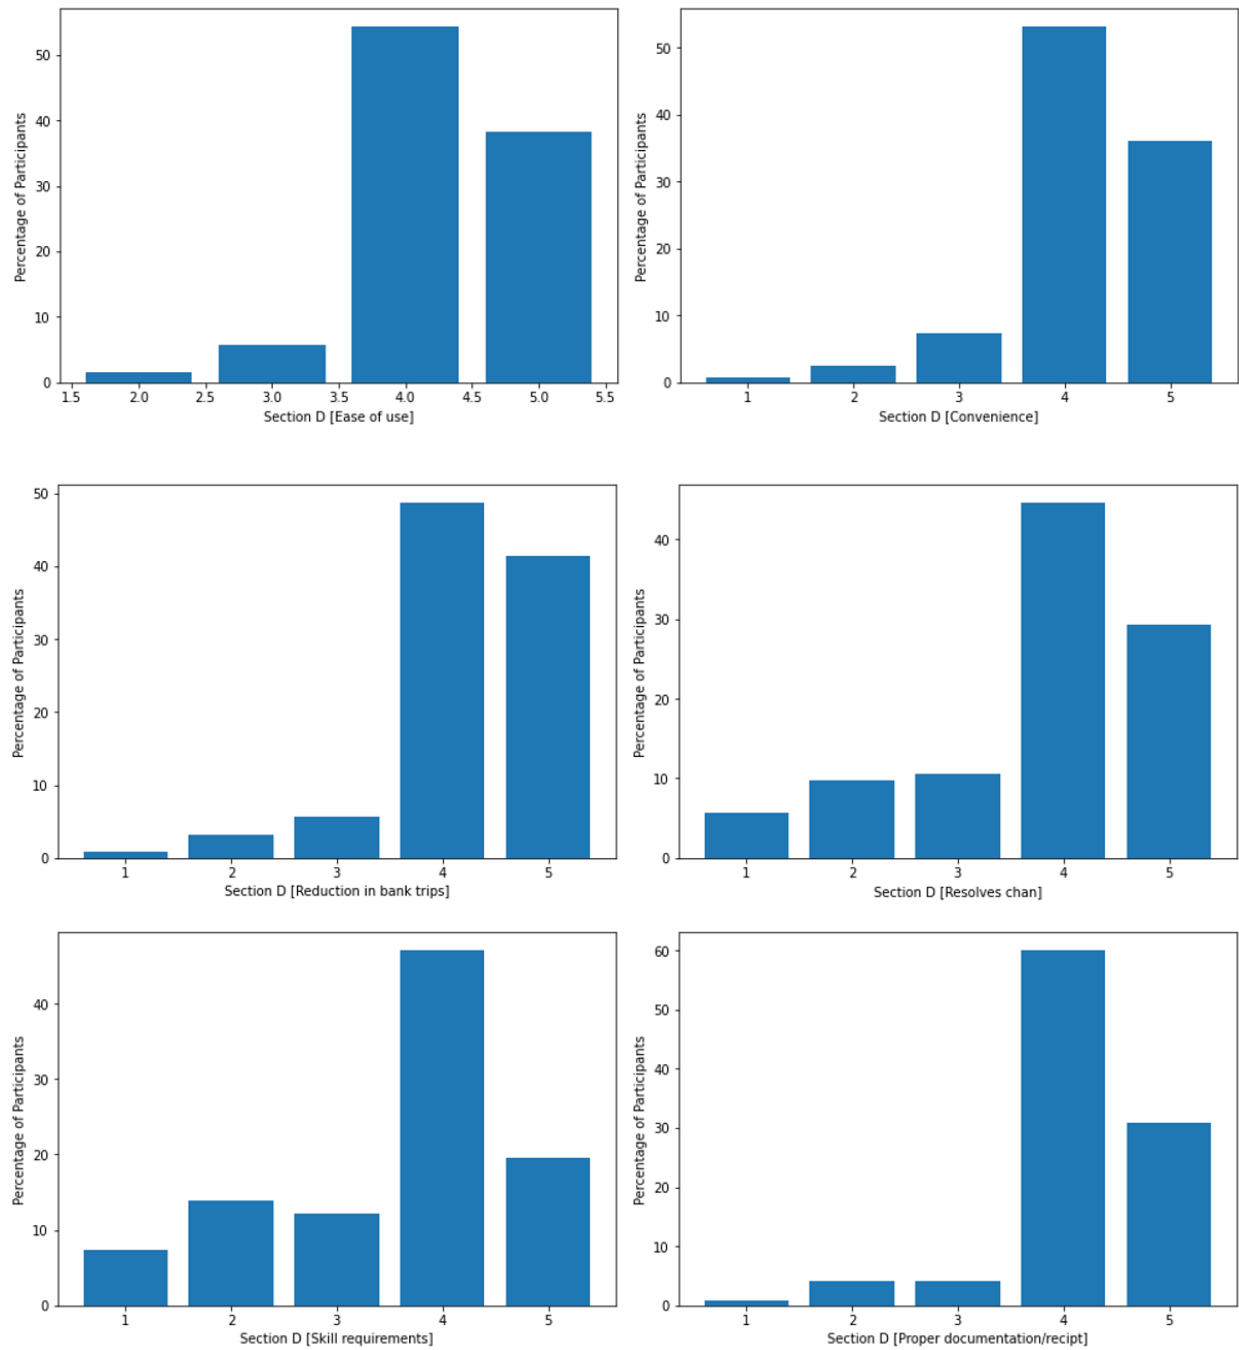 Percentage of Participants
50
40
30
20
10
0
1.5 2.0 2.5 3.0 3.5 4.0 4.5 5.0 5.5
Section D [Ease of use]
Percentage of Participants
50
40
30
20
10
0
1 2 3 4 5
Section D [Convenience]
Percentage of Participants
50
40
30
20
10
0
1 2 3 4 5
Section D [Reduction in bank trips]
Percentage of Participants
40
30
20
10
0
1 2 3 4 5
Section D [Resolves chan]
Percentage of Participants
40
30
20
10
0
1 2 3 4 5
Section D [Skill requirements]
Percentage of Participants
60
50
40
30
20
10
0
1 2 3 4 5
Section D [Proper documentation/recipt]